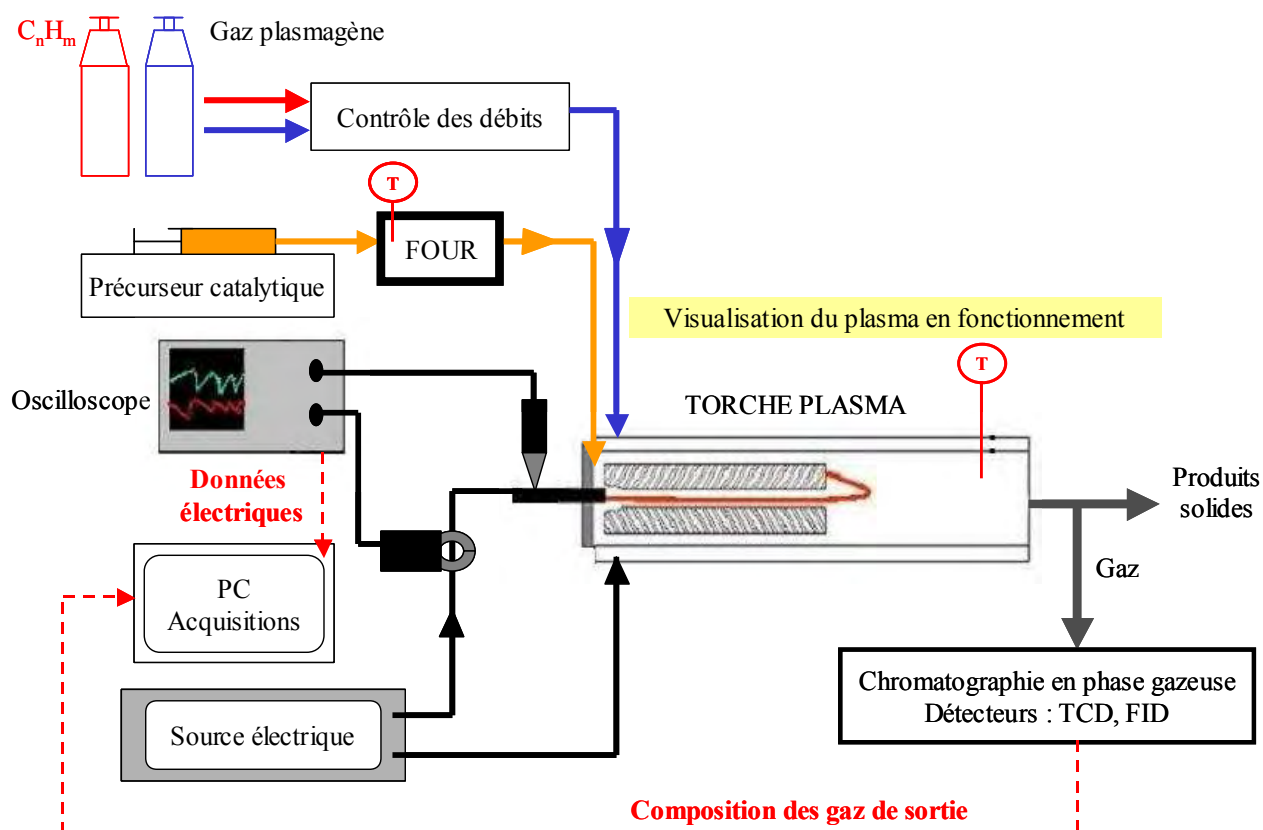 CnHm
Gaz plasmagène
Contrôle des débits
T
FOUR
Précurseur catalytique
Visualisation du plasma en fonctionnement
T
Oscilloscope
TORCHE PLASMA
Données
électriques
Produits
solides
Gaz
PC
Acquisitions
Chromatographie en phase gazeuse
Détecteurs : TCD, FID
Source électrique
Composition des gaz de sortie